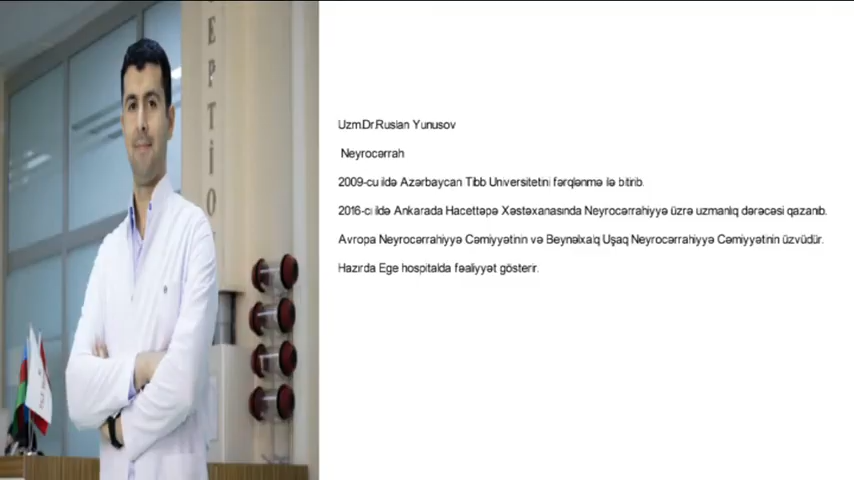 EPTİO
Uzm.Dr.Ruslan Yunusov
Neyrocərrah
2009-cu ildə Azərbaycan Tibb Universitetini fərqlənmə ilə bitirib.
2016-cı ildə Ankarada Hacettəpə Xəstəxanasında Neyrocərrahiyyə üzrə uzmanlıq dərəcəsi qazanıb.
Avropa Neyrocərrahiyyə Cəmiyyətinin və Beynəlxalq Uşaq Neyrocərrahiyyə Cəmiyyətinin üzvüdür.
Hazırda Ege hospitalda fəaliyyət göstərir.